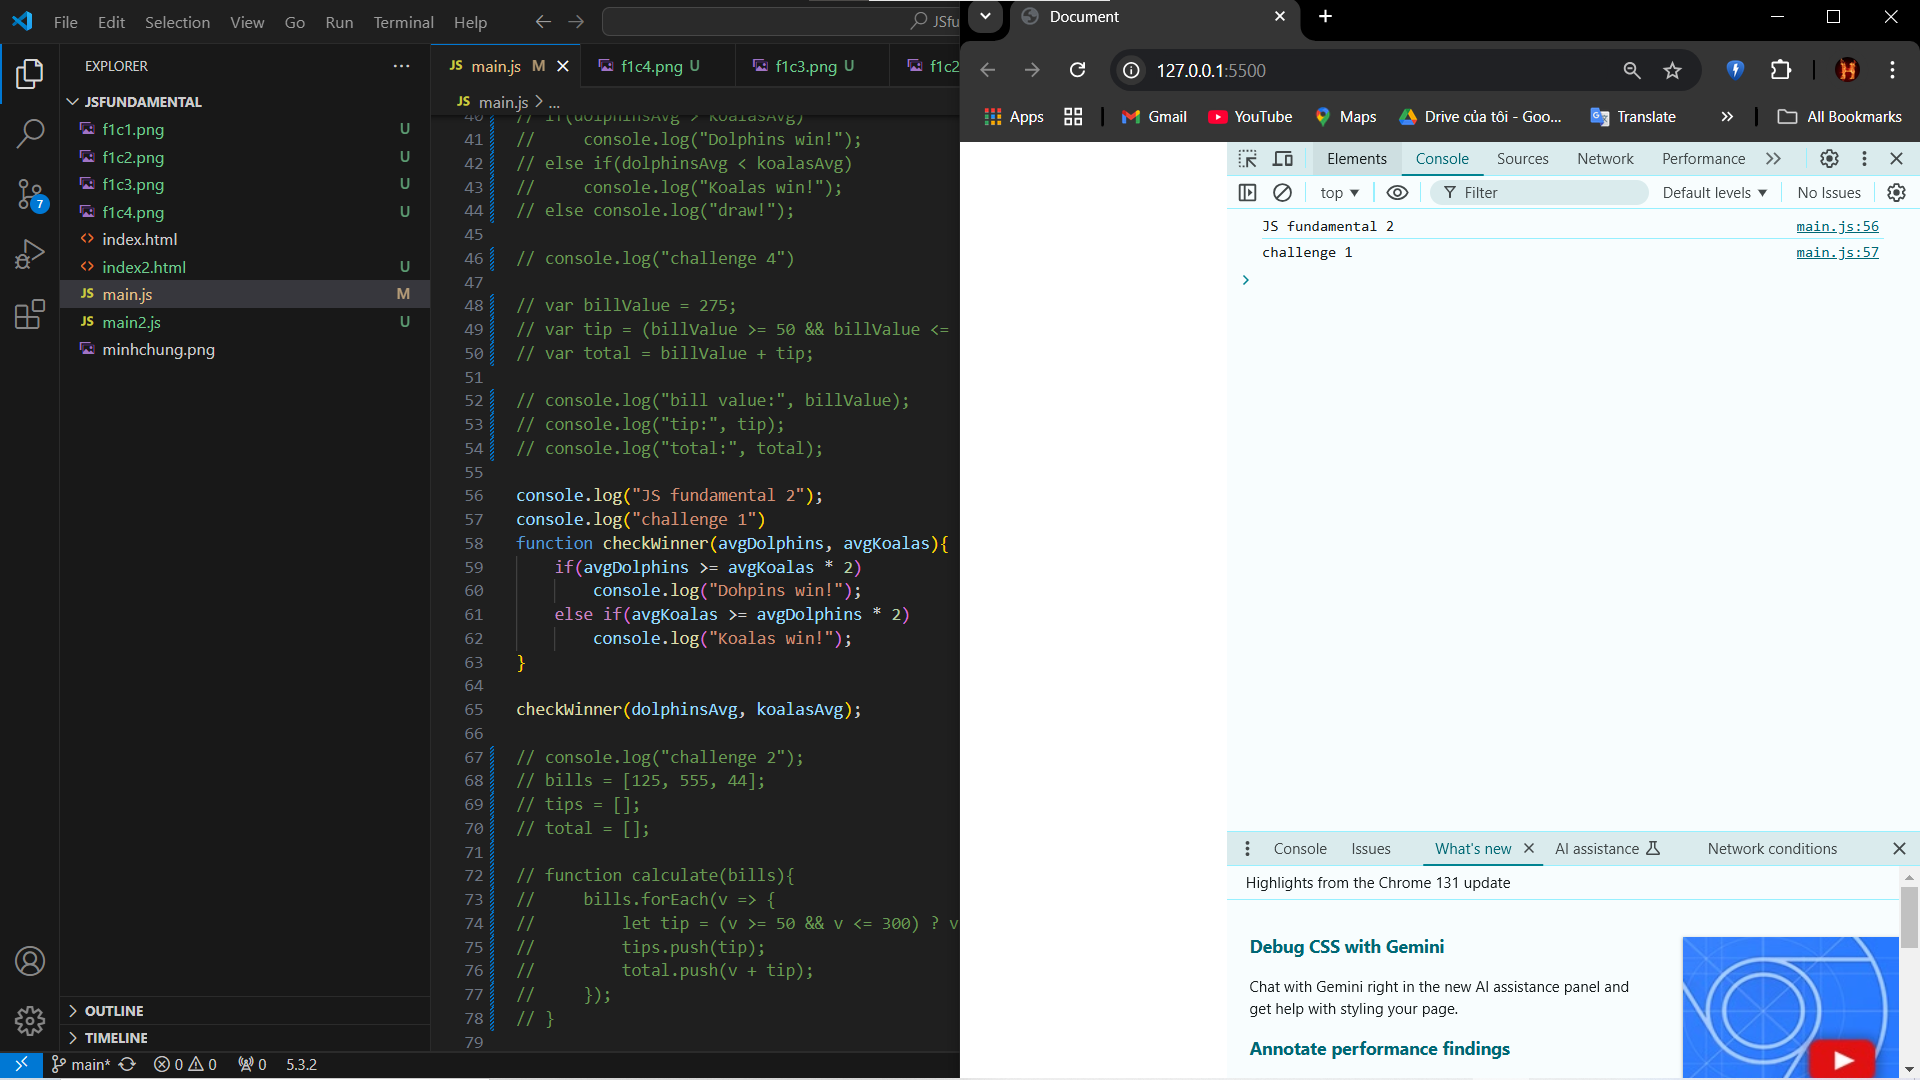 File Edit Selection View Go Run Terminal Help
JSfu
EXPLORER
JSFUNDAMENTAL
f1c1.png U
f1c2.png U
f1c3.png U
f1c4.png U
index.html
index2.html U
JS main.js M
JS main2.js U
minhchung.png
OUTLINE
TIMELINE
7
JS main.js M
f1c4.png U
f1c3.png U
f1c2
JS main.js > ...
40 // if(dolphinsAvg > koalasAvg)
41 //     console.log("Dolphins win!");
42 // else if(dolphinsAvg < koalasAvg)
43 //     console.log("Koalas win!");
44 // else console.log("draw!");
45
46 // console.log("challenge 4")
47
48 // var billValue = 275;
49 // var tip = (billValue >= 50 && billValue <=
50 // var total = billValue + tip;
51
52 // console.log("bill value:", billValue);
53 // console.log("tip:", tip);
54 // console.log("total:", total);
55
56 console.log("JS fundamental 2");
57 console.log("challenge 1")
58 function checkWinner(avgDolphins, avgKoalas){
59     if(avgDolphins >= avgKoalas * 2)
60         console.log("Dohpins win!");
61     else if(avgKoalas >= avgDolphins * 2)
62         console.log("Koalas win!");
63 }
64
65 checkWinner(dolphinsAvg, koalasAvg);
66
67 // console.log("challenge 2");
68 // bills = [125, 555, 44];
69 // tips = [];
70 // total = [];
71
72 // function calculate(bills){
73 //     bills.forEach(v => {
74 //         let tip = (v >= 50 && v <= 300) ? v
75 //         tips.push(tip);
76 //         total.push(v + tip);
77 //     });
78 // }
79
main* 0 0 0 5.3.2
Document
127.0.0.1:5500
Apps Gmail YouTube Maps Drive của tôi - Goo... Translate » All Bookmarks
Elements Console Sources Network Performance
top Filter Default levels No Issues
JS fundamental 2 main.js:56
challenge 1 main.js:57
Console Issues What's new AI assistance Network conditions
Highlights from the Chrome 131 update
Debug CSS with Gemini
Chat with Gemini right in the new AI assistance panel and
get help with styling your page.
Annotate performance findings